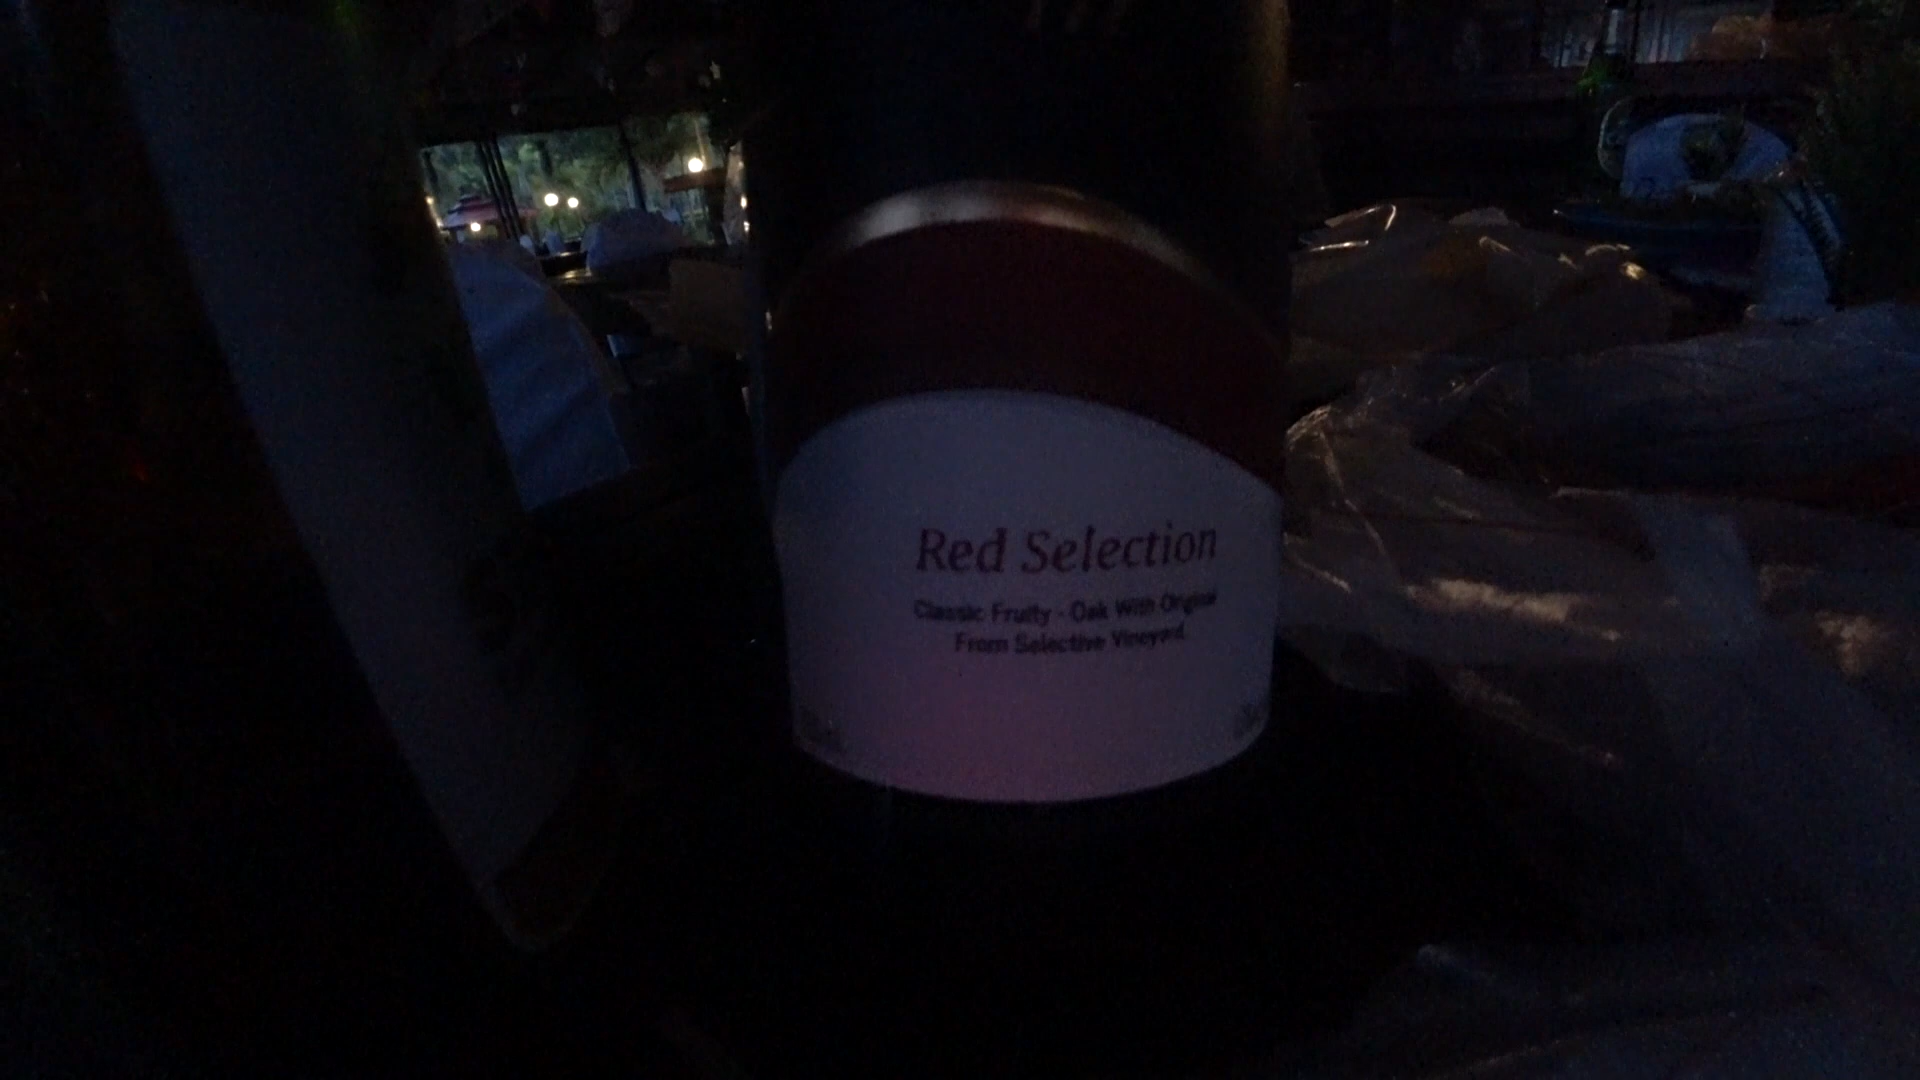 Red Selection
Classic Fruity - Oak With Original
From Selective Vineyard